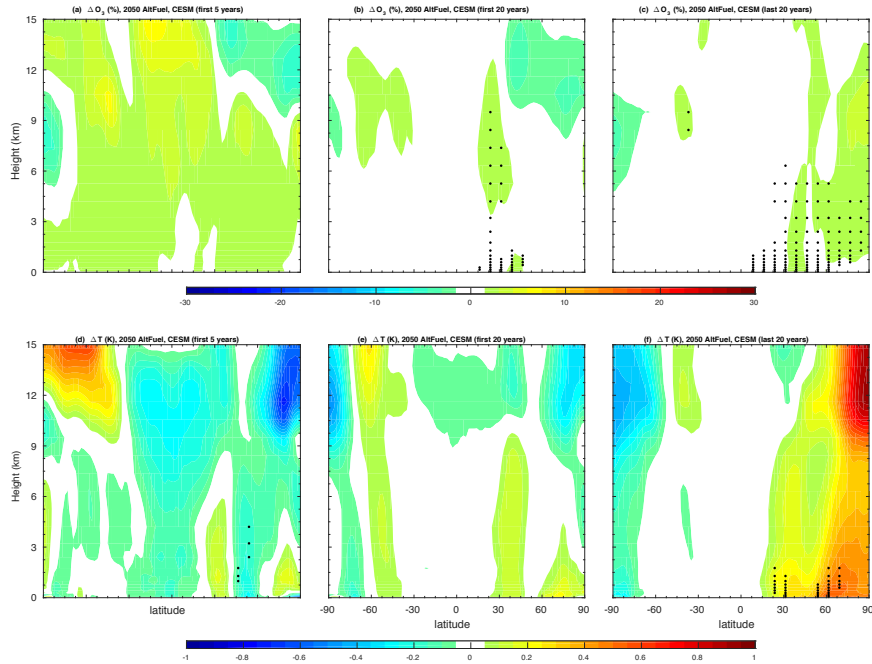 (a) ΔO₃ (%), 2050 AltFuel, CESM (first 5 years)
(b) ΔO₃ (%), 2050 AltFuel, CESM (first 20 years)
(c) ΔO₃ (%), 2050 AltFuel, CESM (last 20 years)
15
12
9
6
3
0
Height (km)
-30 -20 -10 0 10 20 30
(d) ΔT (K), 2050 AltFuel, CESM (first 5 years)
(e) ΔT (K), 2050 AltFuel, CESM (first 20 years)
(f) ΔT (K), 2050 AltFuel, CESM (last 20 years)
15
12
9
6
3
0
Height (km)
-90 -60 -30 0 30 60 90
-90 -60 -30 0 30 60 90
latitude
latitude
latitude
-1 -0.8 -0.6 -0.4 -0.2 0 0.2 0.4 0.6 0.8 1